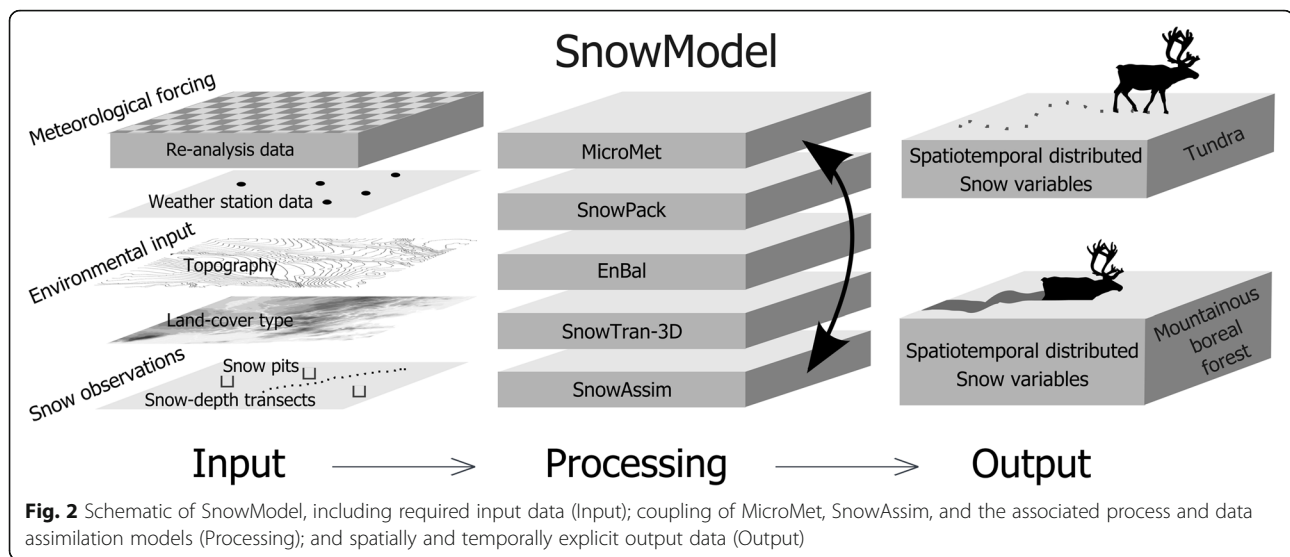 SnowModel
Meteorological forcing
Re-analysis data
Weather station data
Environmental input
Topography
Land-cover type
Snow observations
Snow pits
Snow-depth transects
MicroMet
SnowPack
EnBal
SnowTran-3D
SnowAssim
Spatiotemporal distributed
Snow variables
Tundra
Spatiotemporal distributed
Snow variables
Mountainous
boreal
forest
Input
Processing
Output
Fig. 2 Schematic of SnowModel, including required input data (Input); coupling of MicroMet, SnowAssim, and the associated process and data
assimilation models (Processing); and spatially and temporally explicit output data (Output)